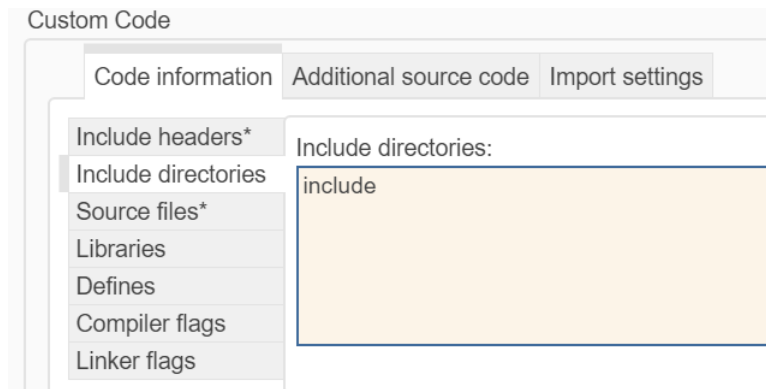 Custom Code
Code information Additional source code Import settings
Include headers*
Include directories:
Include directories
include
Source files*
Libraries
Defines
Compiler flags
Linker flags